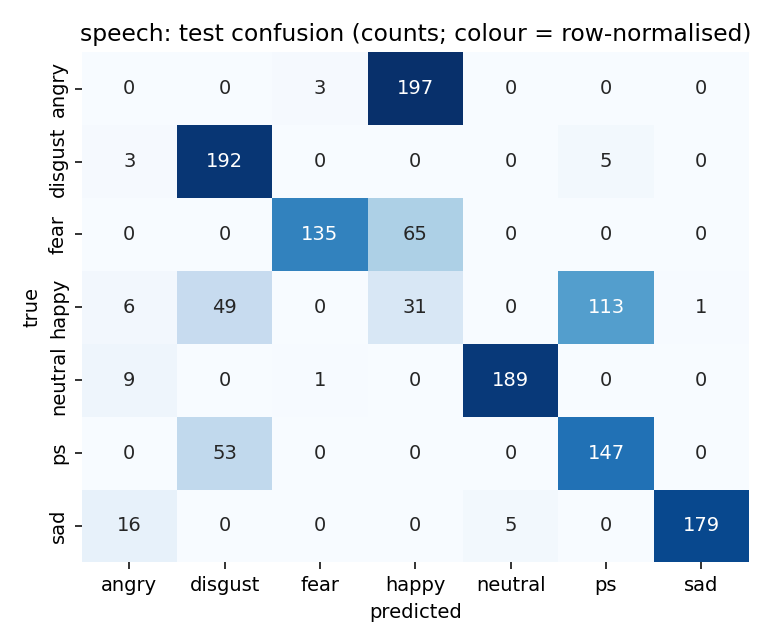 speech: test confusion (counts; colour = row-normalised)
angry 0 0 3 197 0 0 0
disgust 3 192 0 0 0 5 0
fear 0 0 135 65 0 0 0
happy 6 49 0 31 0 113 1
neutral 9 0 1 0 189 0 0
ps 0 53 0 0 0 147 0
sad 16 0 0 0 5 0 179
true
angry disgust fear happy neutral ps sad
predicted